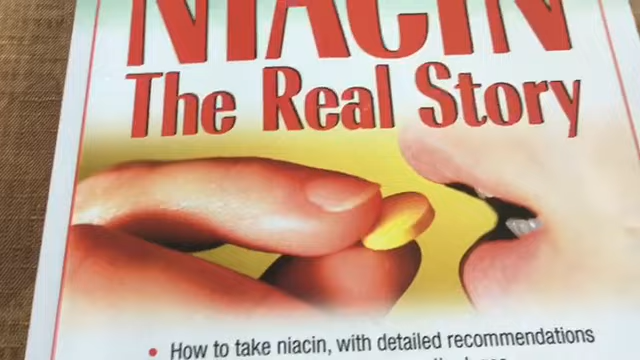 NIACIN
The Real Story
• How to take niacin, with detailed recommendations